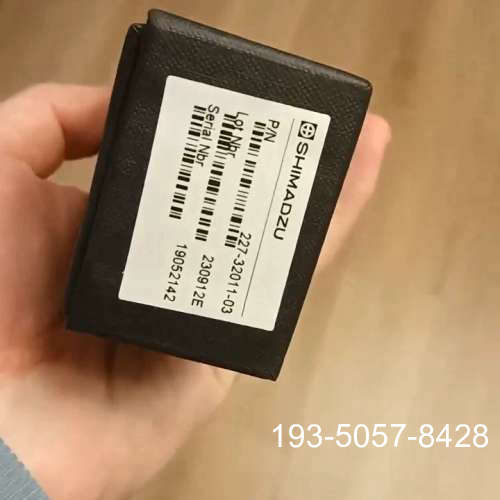 SHIMADZU
P/N
227-32011-03
Lot Nbr.
230912E
Serial Nbr.
19052142
193-5057-8428